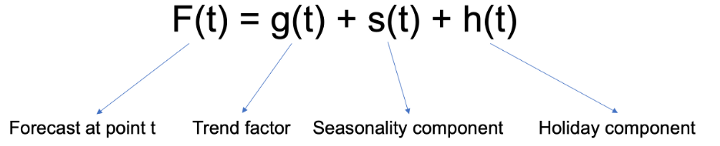 F(t) = g(t) + s(t) + h(t)
Forecast at point t Trend factor Seasonality component Holiday component